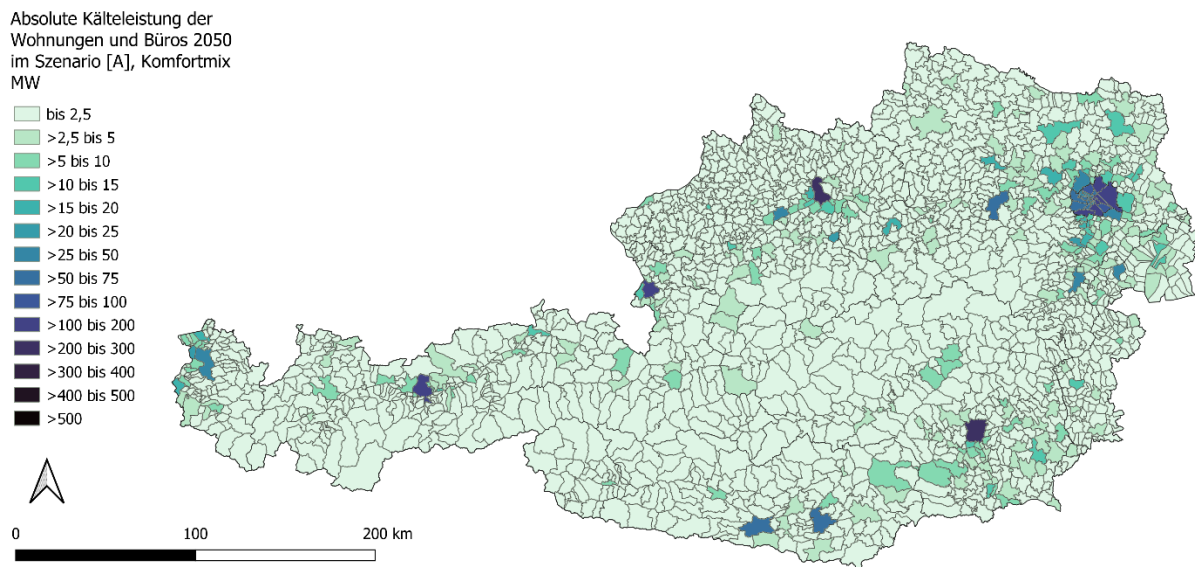 Absolute Kälteleistung der
Wohnungen und Büros 2050
im Szenario [A], Komfortmix
MW
bis 2,5
>2,5 bis 5
>5 bis 10
>10 bis 15
>15 bis 20
>20 bis 25
>25 bis 50
>50 bis 75
>75 bis 100
>100 bis 200
>200 bis 300
>300 bis 400
>400 bis 500
>500
0 100 200 km